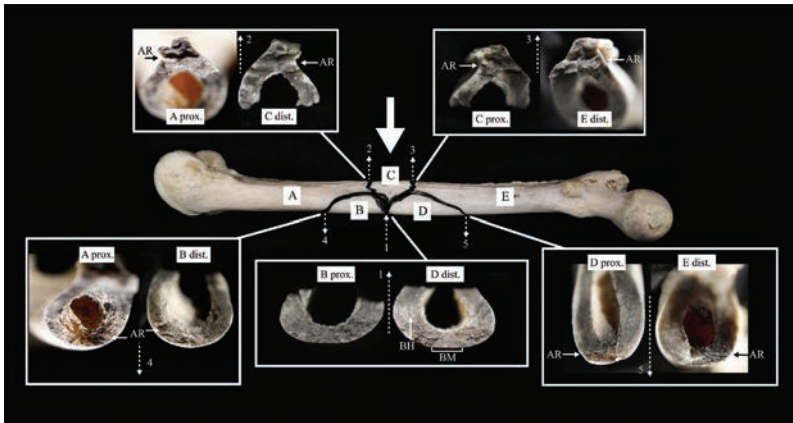 2
3
AR
AR
AR
AR
A prox.
C dist.
C prox.
E dist.
2
3
C
A
B
D
E
4
1
5
A prox.
B dist.
AR
4
B prox.
1
D dist.
BH
BM
D prox.
E dist.
AR
AR
5